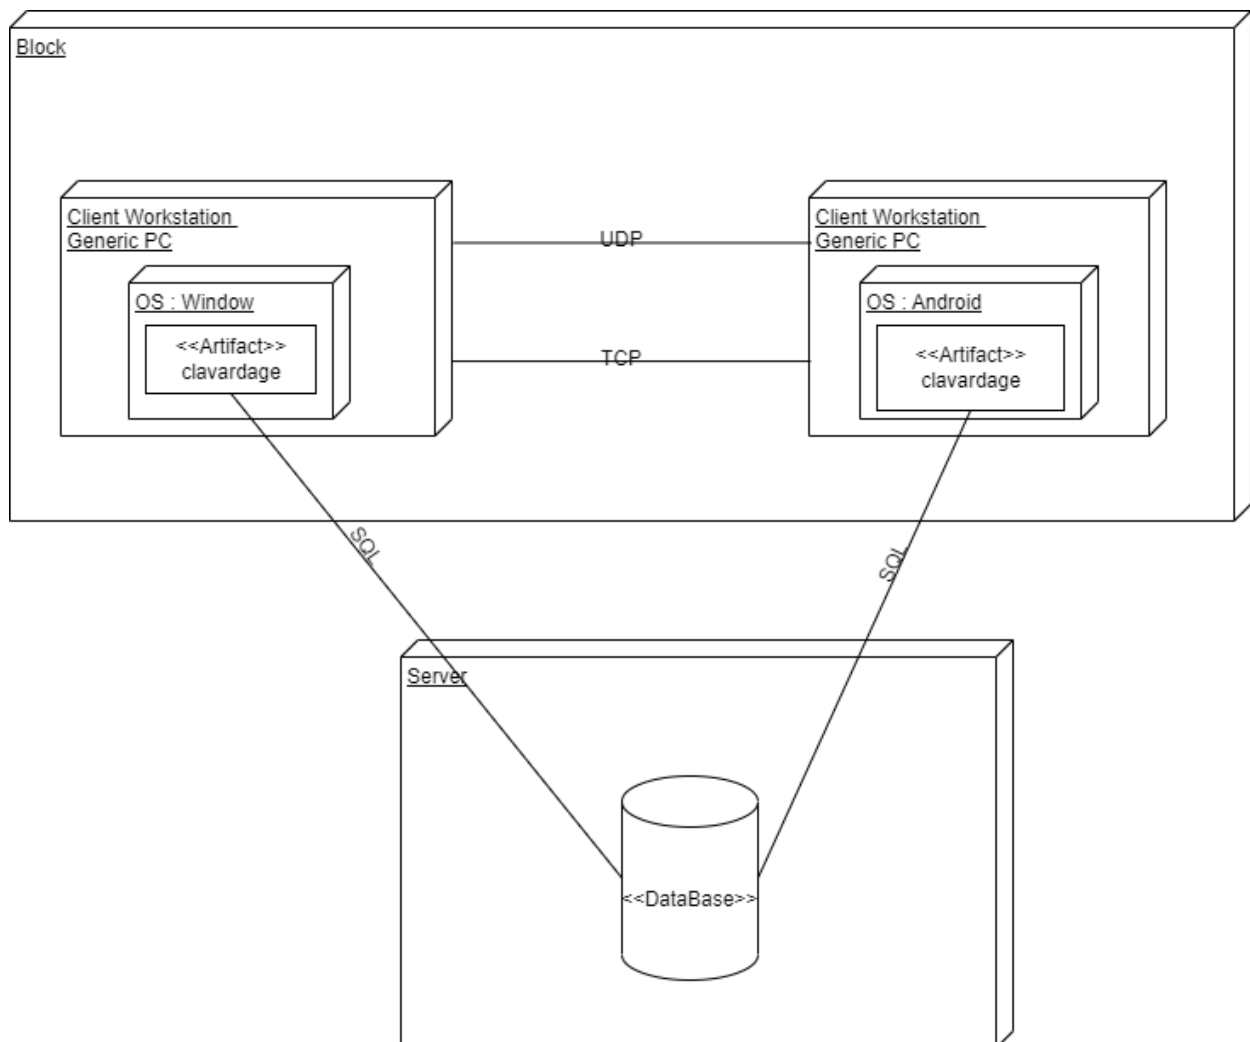 Block
Client Workstation
Generic PC
OS : Window
<<Artifact>>
clavardage
UDP
TCP
Client Workstation
Generic PC
OS : Android
<<Artifact>>
clavardage
SQL
SQL
Server
<<DataBase>>